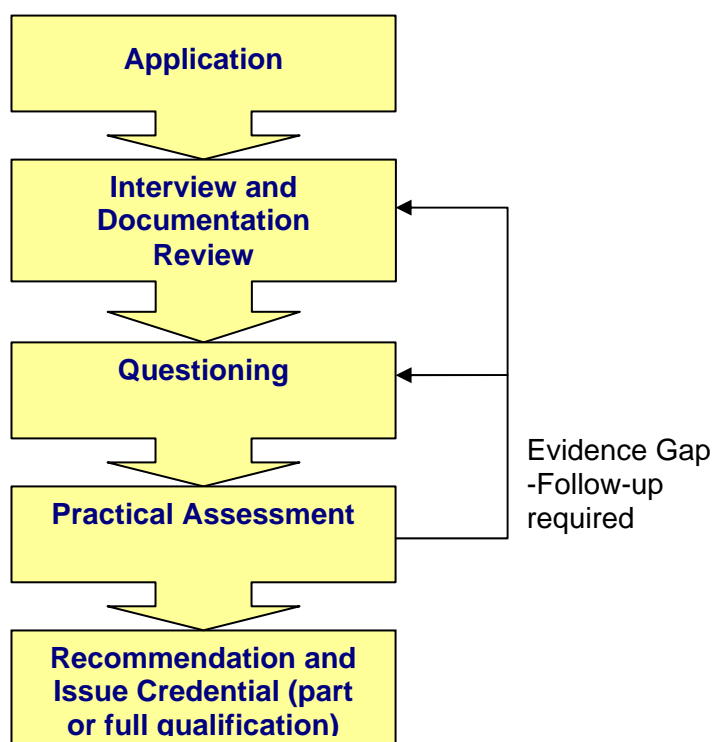 Application
Interview and
Documentation
Review
Questioning
Evidence Gap
-Follow-up
required
Practical Assessment
Recommendation and
Issue Credential (part
or full qualification)